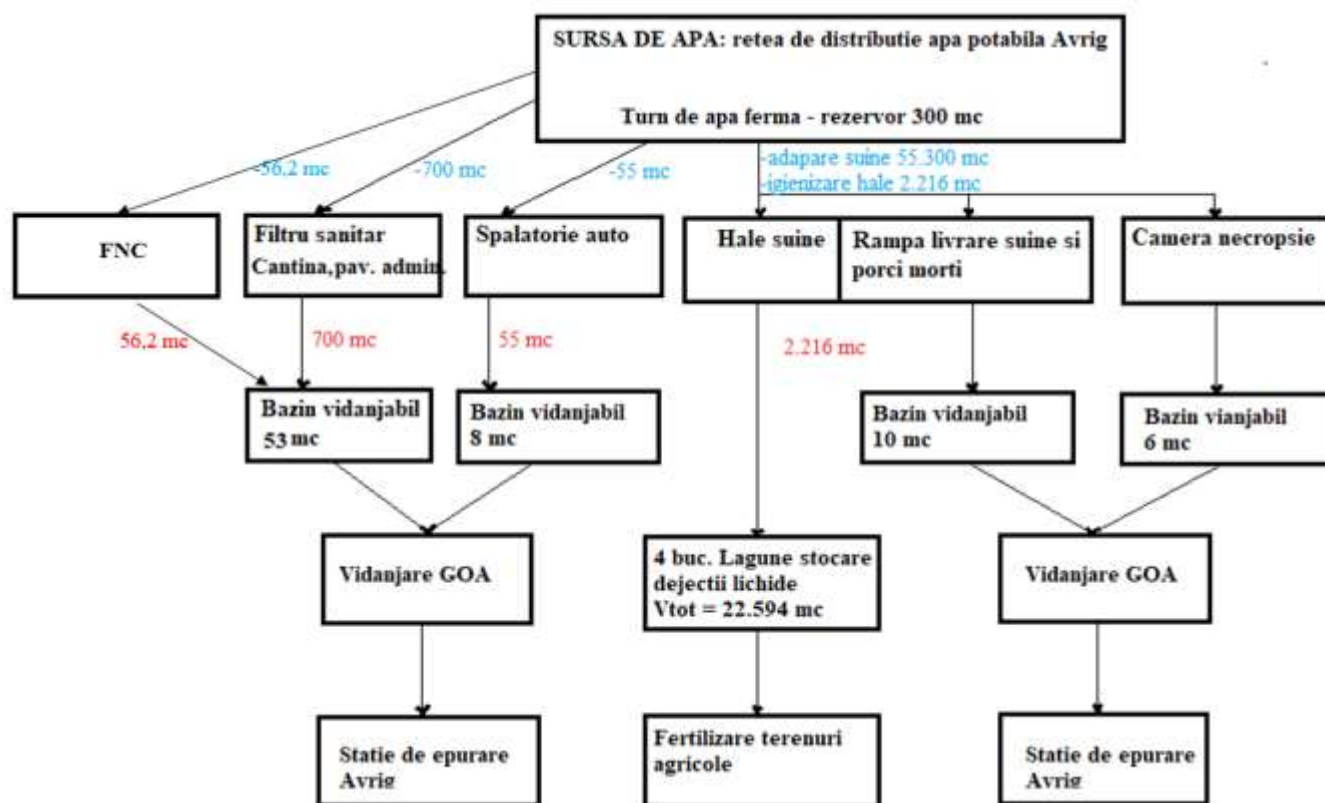 SURSA DE APA: retea de distributie apa potabila Avrig
Turn de apa ferma - rezervor 300 mc
-56,2 mc
-700 mc
-55 mc
-adapare suine 55.300 mc
-igienizare hale 2.216 mc
FNC
Filtru sanitar
Cantina,pav. admin.
Spalatorie auto
Hale suine
Rampa livrare suine si
porci morti
Camera necropsie
56,2 mc
700 mc
55 mc
2.216 mc
Bazin vidanjabil
53 mc
Bazin vidanjabil
8 mc
Bazin vidanjabil
10 mc
Bazin vianjabil
6 mc
Vidanjare GOA
4 buc. Lagune stocare
dejectii lichide
Vtot = 22.594 mc
Vidanjare GOA
Statie de epurare
Avrig
Fertilizare terenuri
agricole
Statie de epurare
Avrig